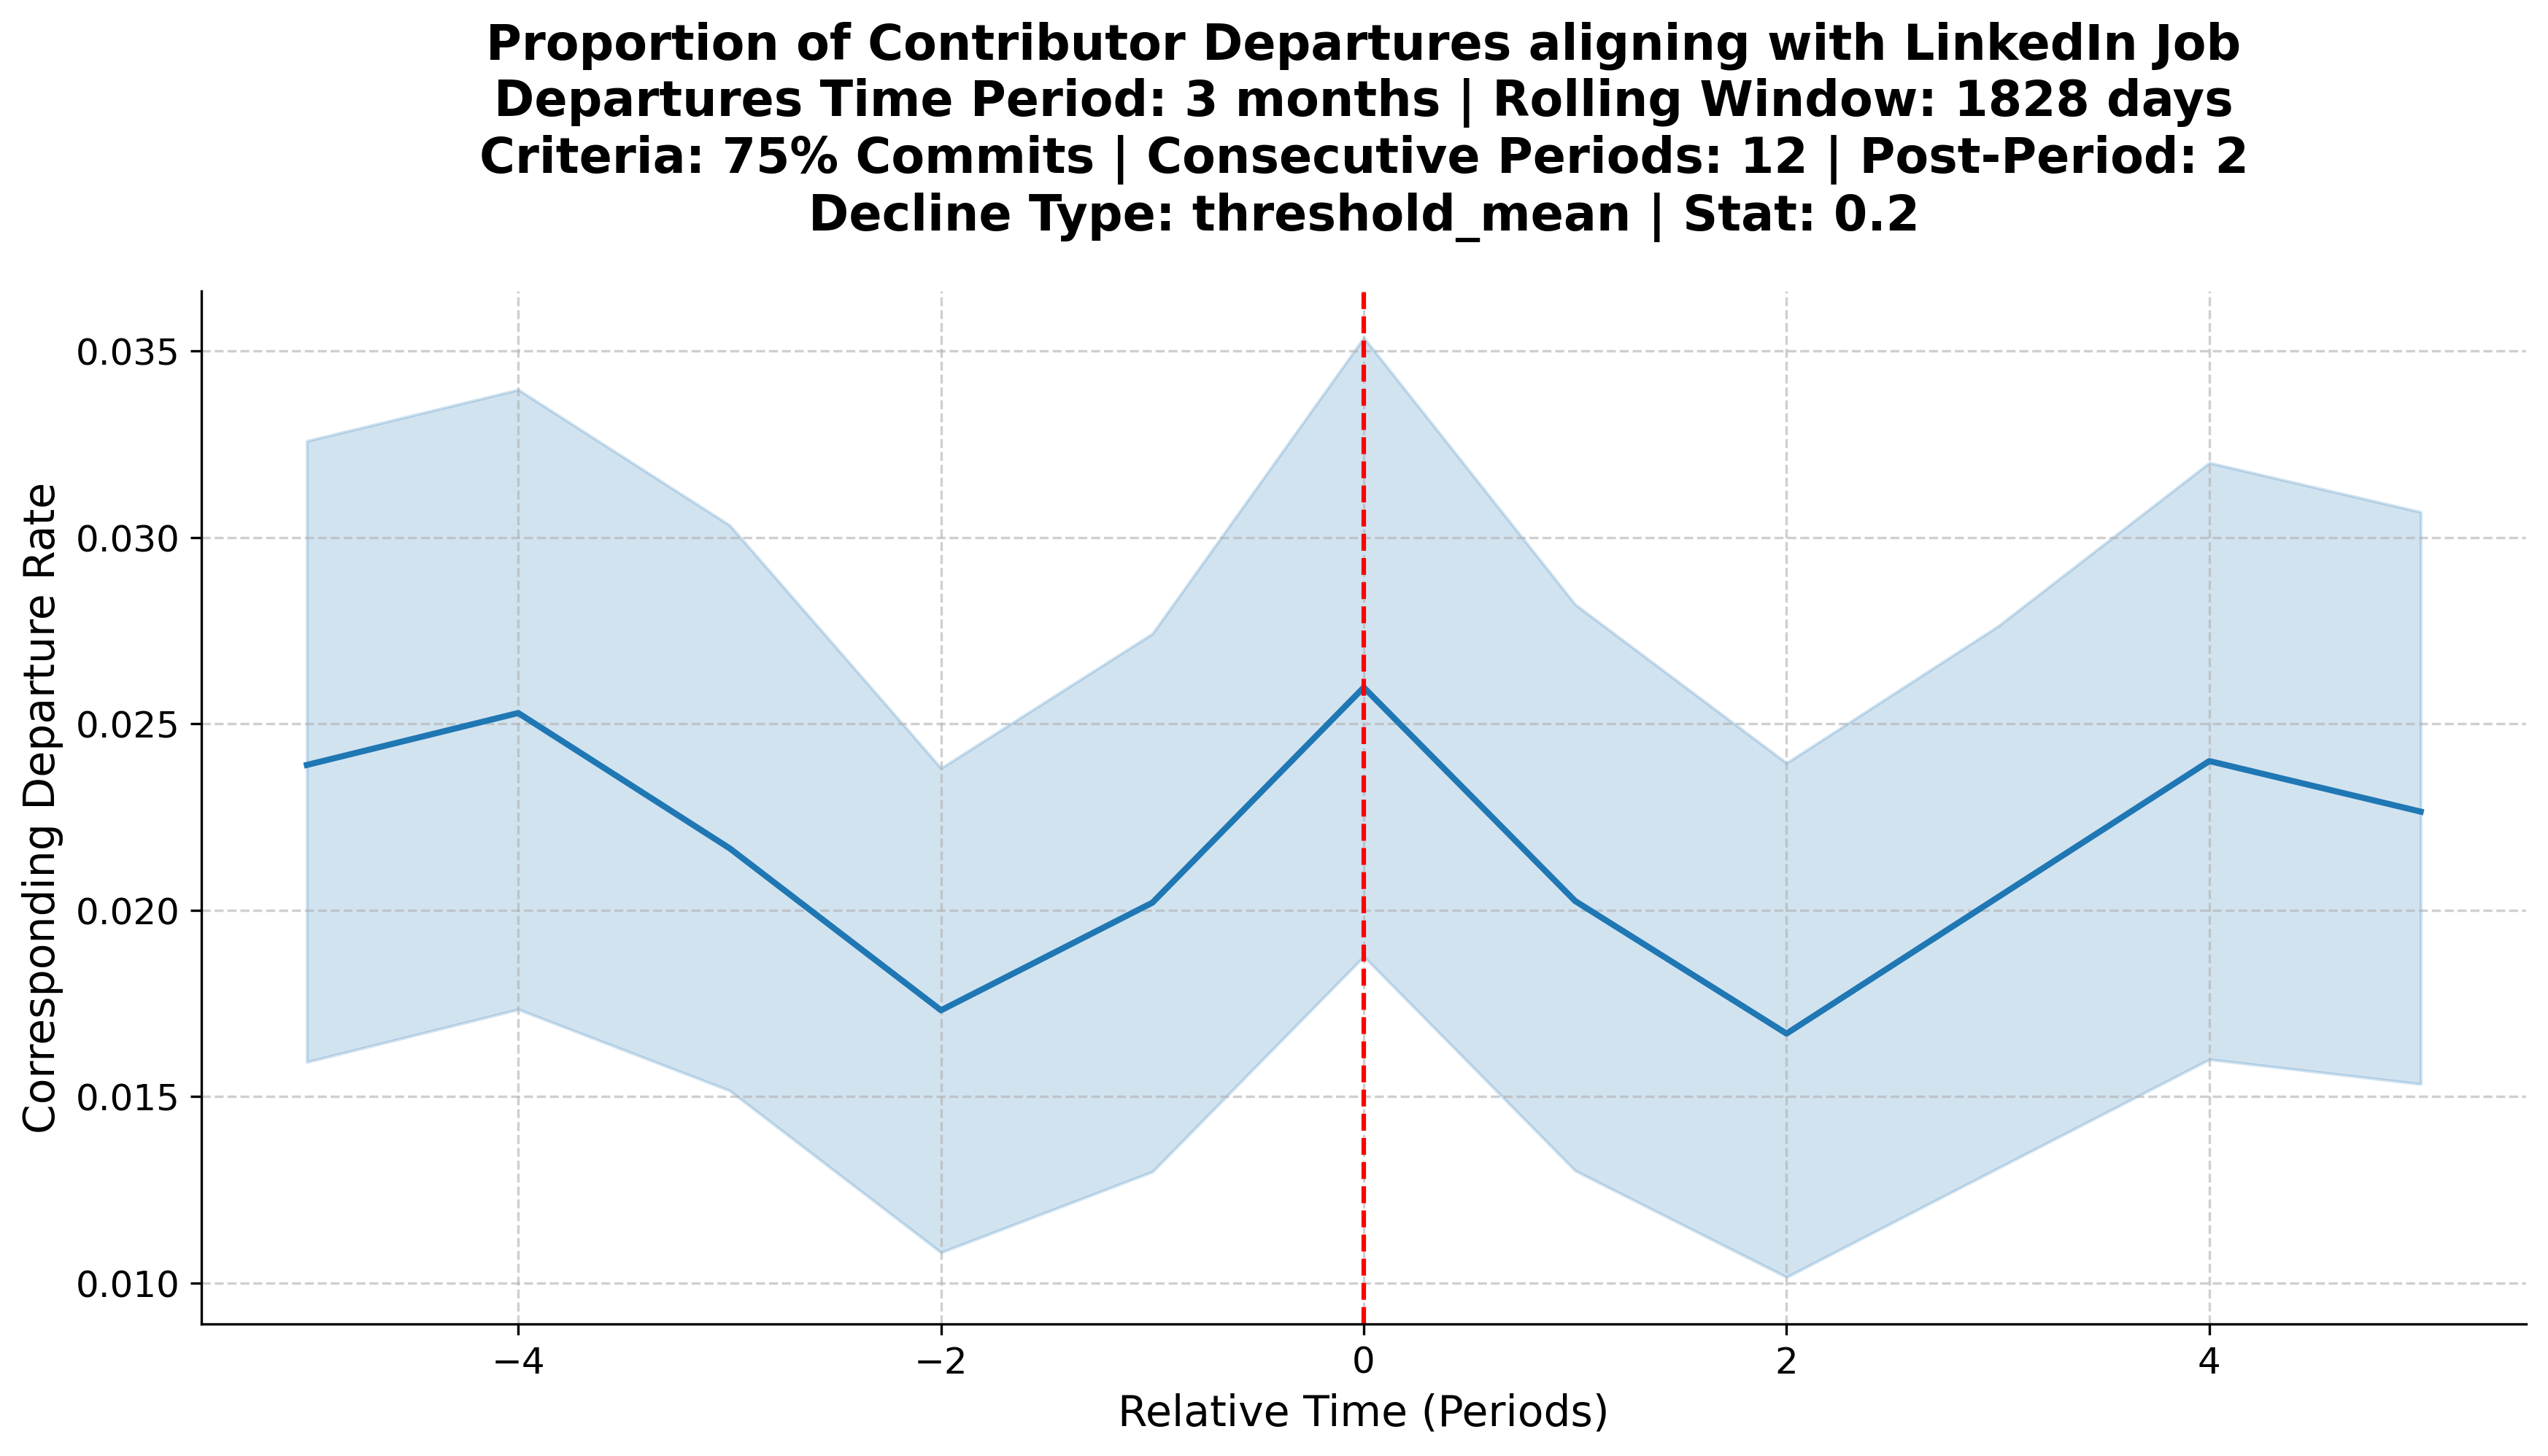 Proportion of Contributor Departures aligning with LinkedIn Job
Departures Time Period: 3 months | Rolling Window: 1828 days
Criteria: 75% Commits | Consecutive Periods: 12 | Post-Period: 2
Decline Type: threshold_mean | Stat: 0.2
Corresponding Departure Rate
0.035
0.030
0.025
0.020
0.015
0.010
−4
−2
0
2
4
Relative Time (Periods)